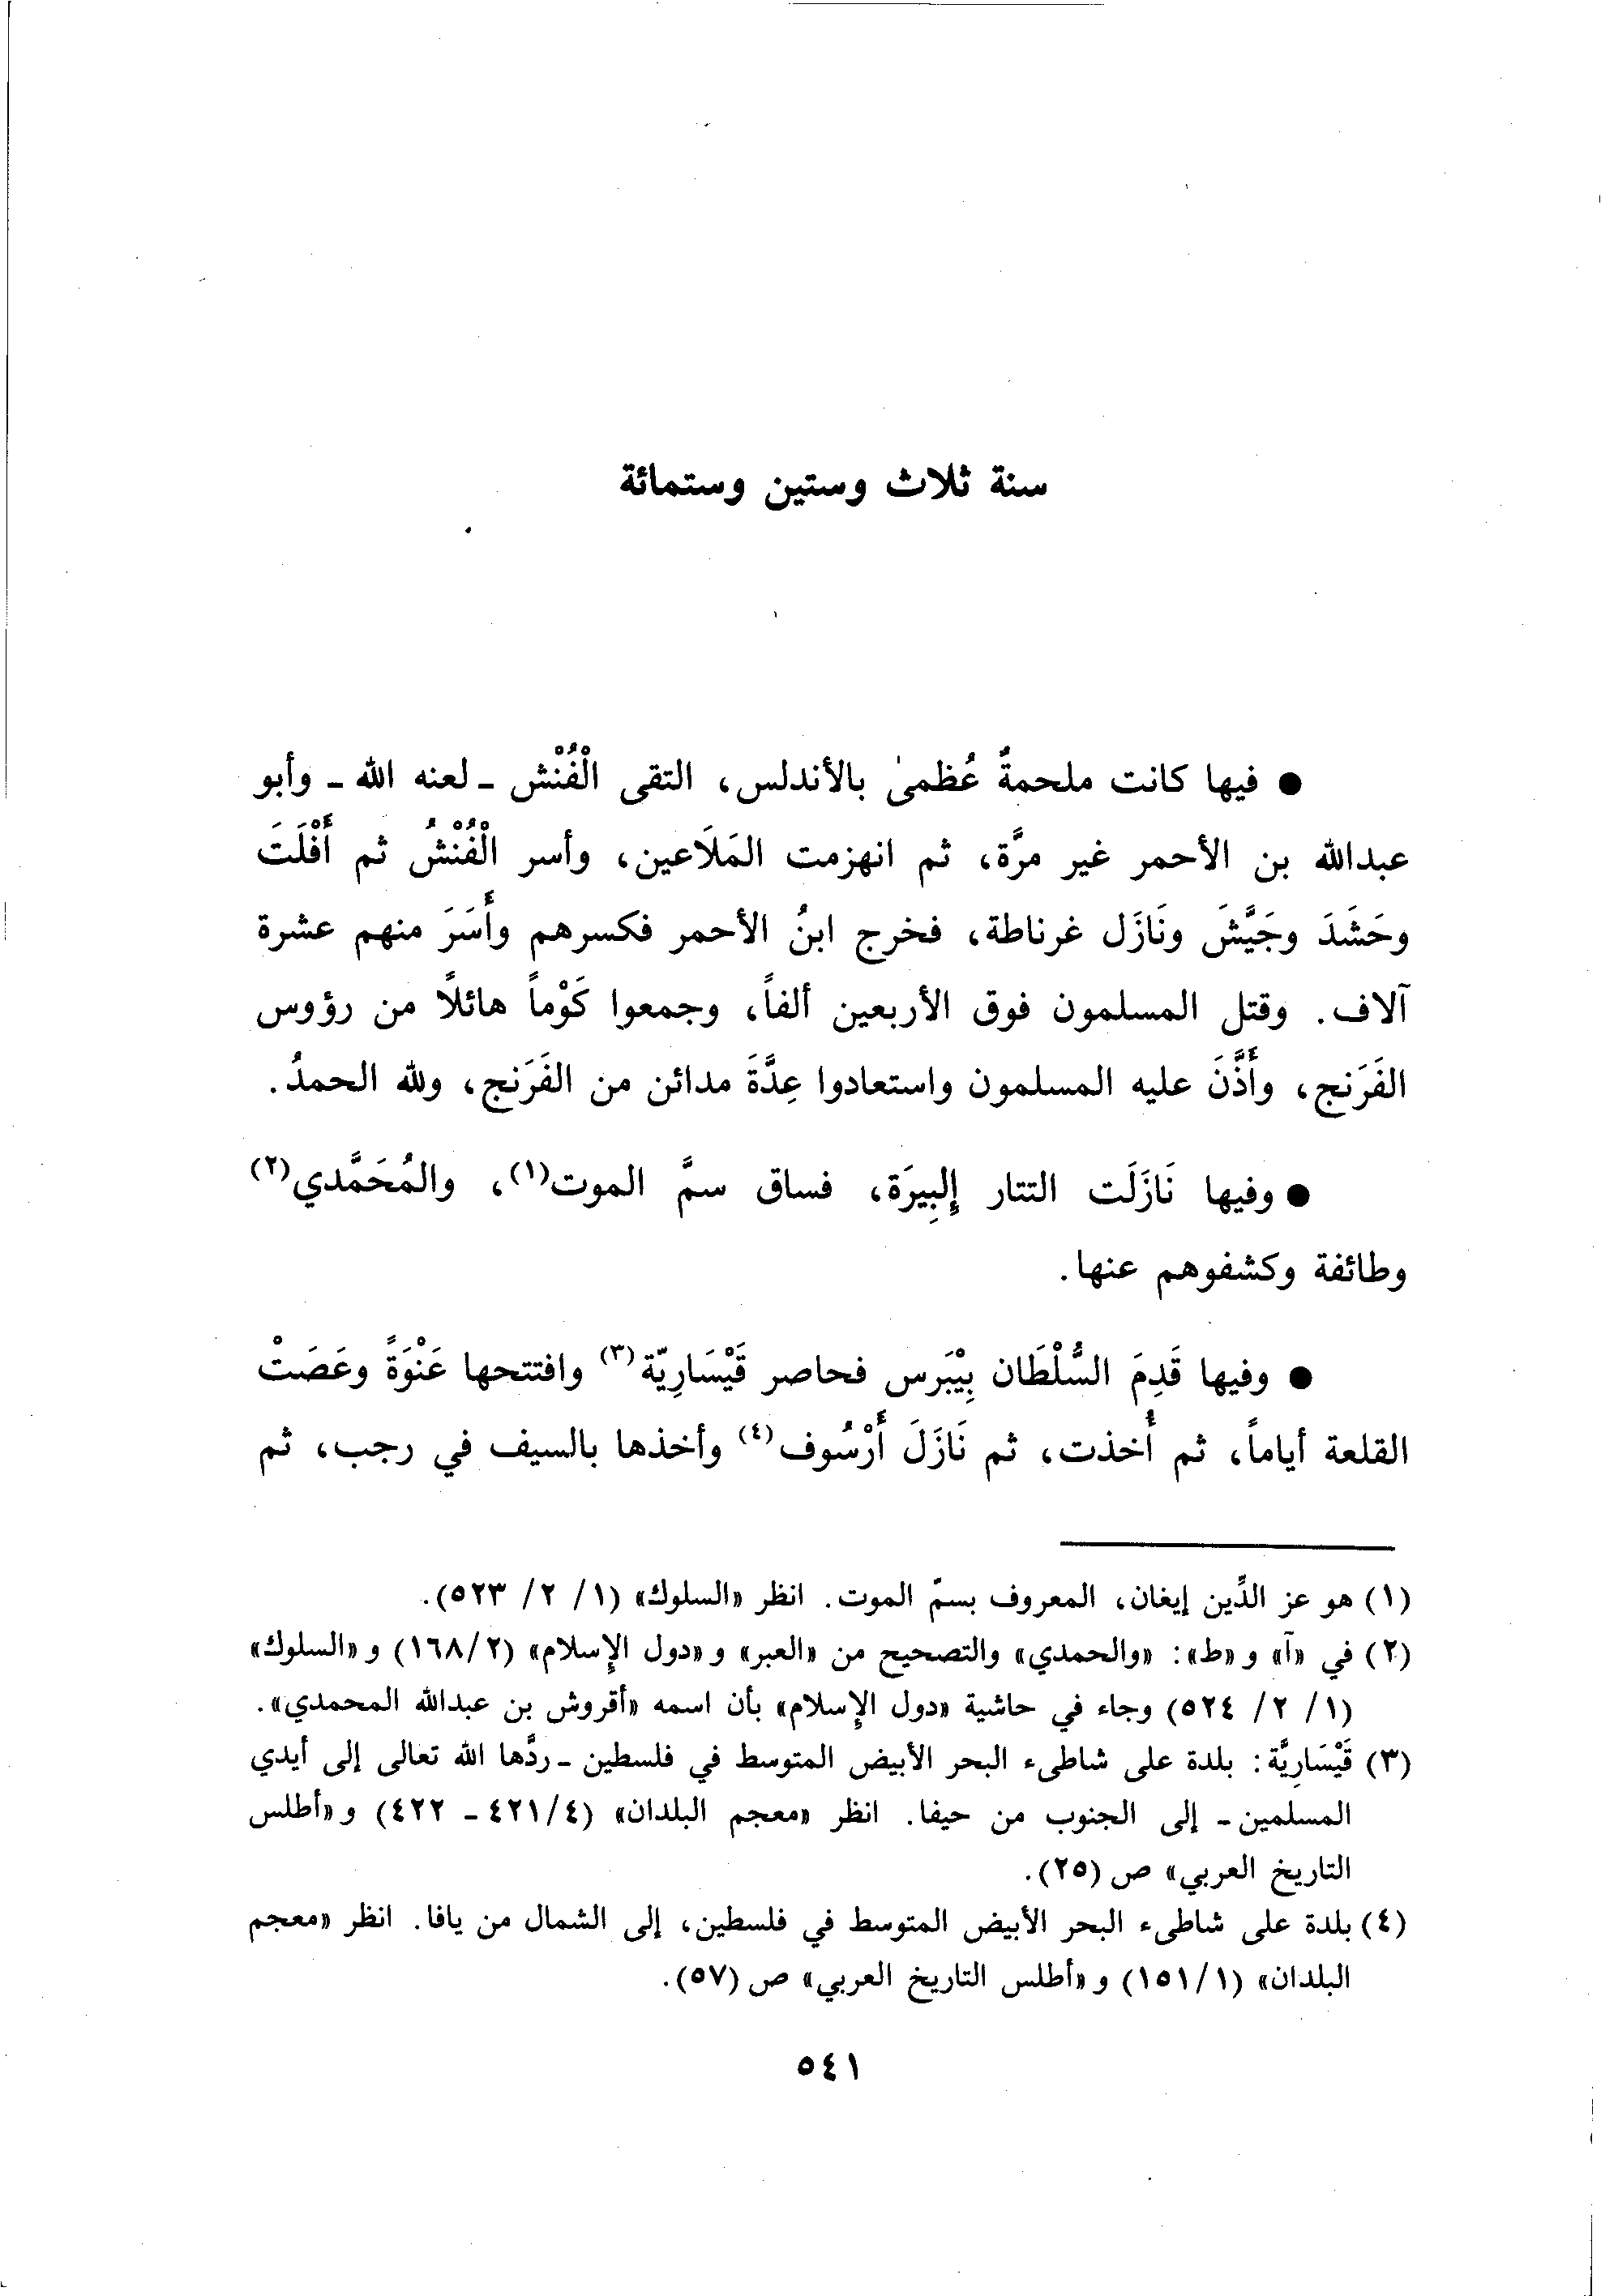 سنة ثلاث وستين وستمائة
● فيها كانت ملحمةٌ عُظمىٰ بالأندلس، التقى الْفُنْش ـ لعنه الله ـ وأبو
عبدالله بن الأحمر غير مرَّة، ثم انهزمت المَلَاعين، وأسر الْفُنْشُ ثم أَفْلَتَ
وحَشَدَ وجَيَّشَ ونَازَل غرناطة، فخرج ابنُ الأحمر فكسرهم وأَسَرَ منهم عشرة
آلاف. وقتل المسلمون فوق الأربعين ألفاً، وجمعوا كَوْماً هائلاً من رؤوس
الفَرَنج، وأَذَّنَ عليه المسلمون واستعادوا عِدَّةَ مدائن من الفَرَنج، ولله الحمدُ.
● وفيها نَازَلَت التتار إلبِيرَة، فساق سمَّ الموت(١)، والمُحَمَّدي(٢)
وطائفة وكشفوهم عنها.
● وفيها قَدِمَ السُّلْطَان بِيْبَرس فحاصر قَيْسَارِيّة(٣) وافتتحها عَنْوَةً وعَصَتْ
القلعة أياماً، ثم أُخذت، ثم نَازَلَ أَرْسُوف(٤) وأخذها بالسيف في رجب، ثم
(١) هو عز الدِّين إيغان، المعروف بسمّ الموت. انظر «السلوك» (١/ ٢/ ٥٢٣).
(٢) في «آ» و «ط»: «والحمدي» والتصحيح من «العبر» و «دول الإسلام» (٢/١٦٨) و «السلوك»
(١/ ٢/ ٥٢٤) وجاء في حاشية «دول الإسلام» بأن اسمه «أقروش بن عبدالله المحمدي».
(٣) قَيْسَارِيَّة: بلدة على شاطىء البحر الأبيض المتوسط في فلسطين ـ ردَّها الله تعالى إلى أيدي
المسلمين ـ إلى الجنوب من حيفا. انظر «معجم البلدان» (٤/٤٢١ ـ ٤٢٢) و «أطلس
التاريخ العربي» ص (٢٥).
(٤) بلدة على شاطىء البحر الأبيض المتوسط في فلسطين، إلى الشمال من يافا. انظر «معجم
البلدان» (١/١٥١) و «أطلس التاريخ العربي» ص (٥٧).
٥٤١